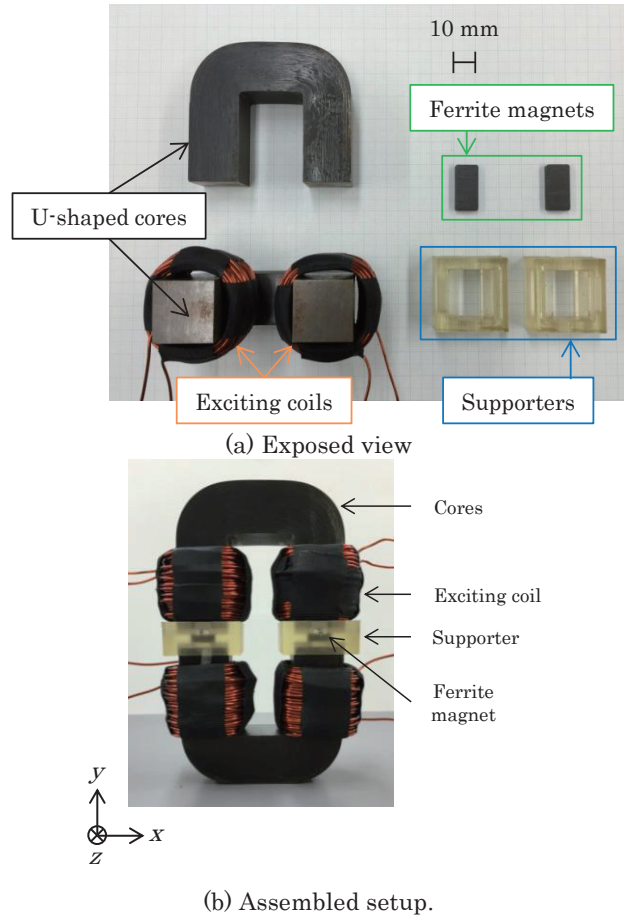 10 mm
Ferrite magnets
U-shaped cores
Exciting coils
Supporters
(a) Exposed view
Cores
Exciting coil
Supporter
Ferrite
magnet
y
x
z
(b) Assembled setup.